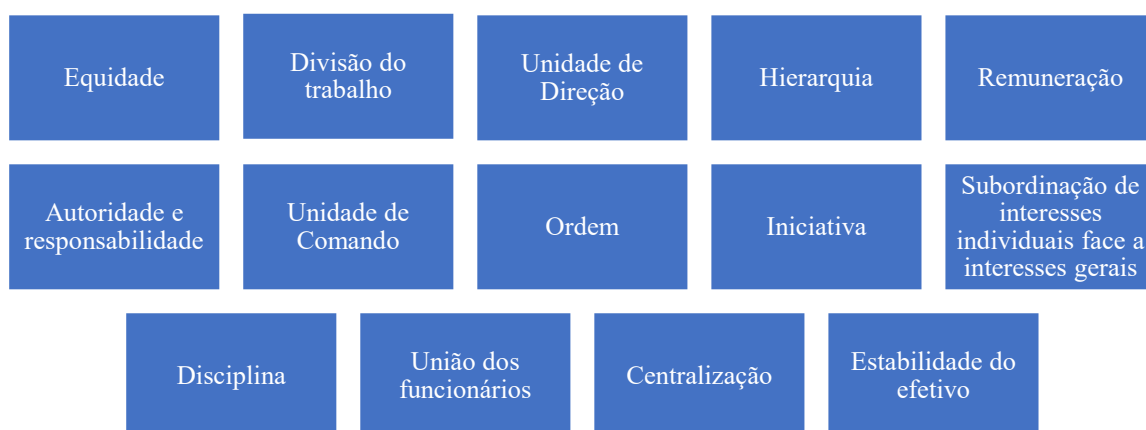 Equidade
Divisão do
trabalho
Unidade de
Direção
Hierarquia
Remuneração
Autoridade e
responsabilidade
Unidade de
Comando
Ordem
Iniciativa
Subordinação de
interesses
individuais face a
interesses gerais
Disciplina
União dos
funcionários
Centralização
Estabilidade do
efetivo